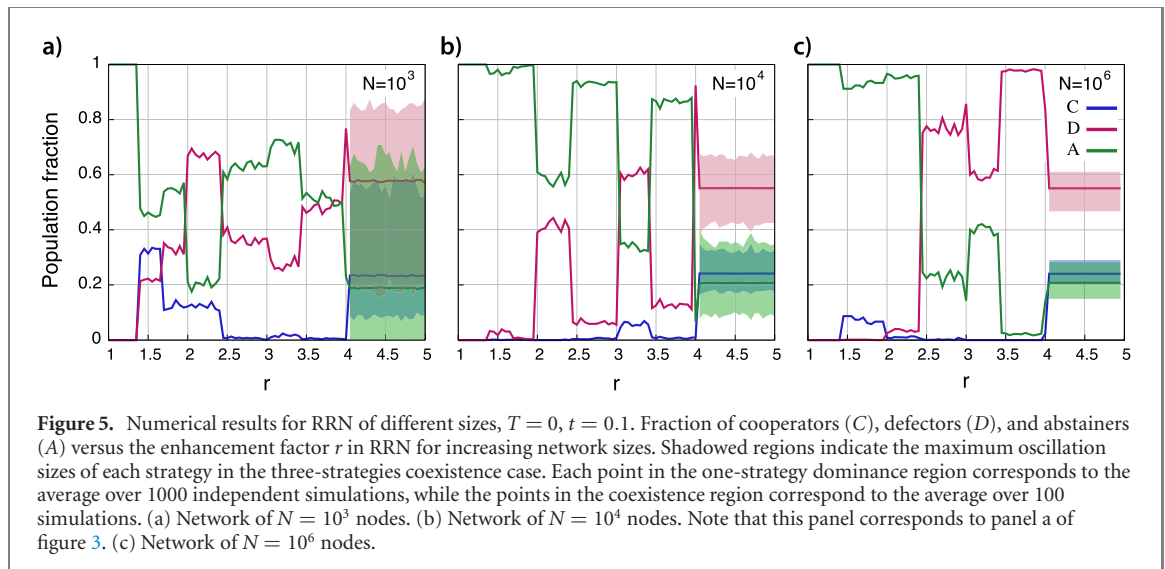 a)
b)
c)
N=10³
N=10⁴
N=10⁶
C
D
A
Population fraction
1
0.8
0.6
0.4
0.2
0
1 1.5 2 2.5 3 3.5 4 4.5 5
1 1.5 2 2.5 3 3.5 4 4.5 5
1 1.5 2 2.5 3 3.5 4 4.5 5
r
r
r
Figure 5. Numerical results for RRN of different sizes, T = 0, t = 0.1. Fraction of cooperators (C), defectors (D), and abstainers
(A) versus the enhancement factor r in RRN for increasing network sizes. Shadowed regions indicate the maximum oscillation
sizes of each strategy in the three-strategies coexistence case. Each point in the one-strategy dominance region corresponds to the
average over 1000 independent simulations, while the points in the coexistence region correspond to the average over 100
simulations. (a) Network of N = 10³ nodes. (b) Network of N = 10⁴ nodes. Note that this panel corresponds to panel a of
figure 3. (c) Network of N = 10⁶ nodes.